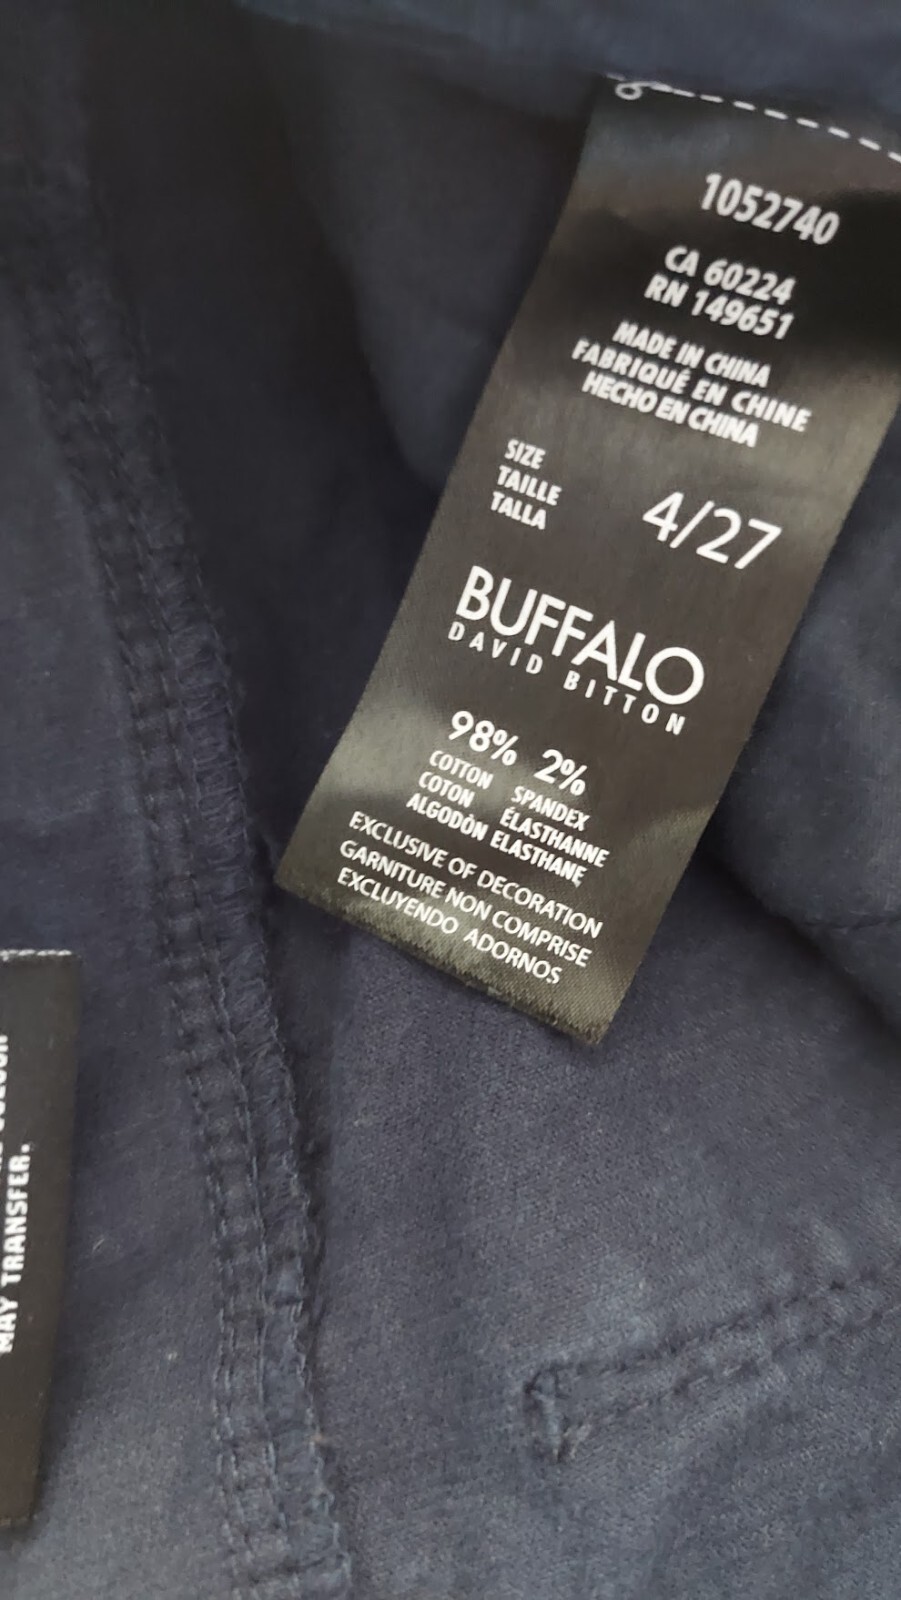 1052740
CA 60224
RN 149651
MADE IN CHINA
FABRIQUÉ EN CHINE
HECHO EN CHINA
SIZE
TAILLE
TALLA
4/27
BUFFALO
DAVID BITTON
98% 2%
COTTON SPANDEX
COTON ÉLASTHANNE
ALGODÒN ELASTHANE,
EXCLUSIVE OF DECORATION
GARNITURE NON COMPRISE
EXCLUYENDO ADORNOS
MAY TRANSFER.